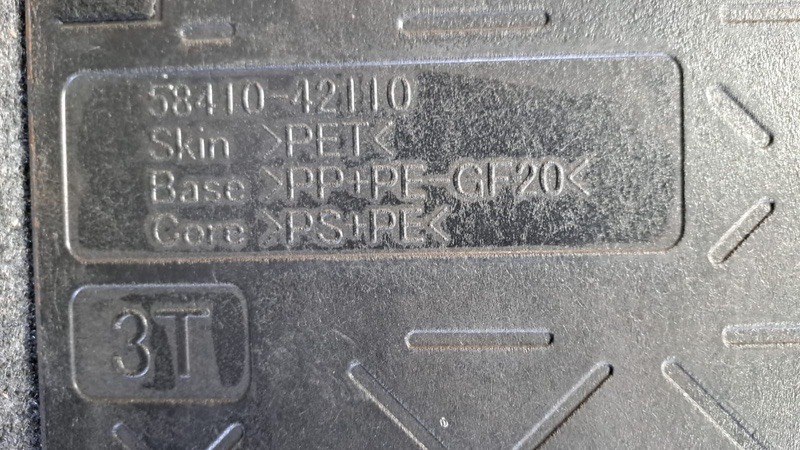 58410-42110
Skin >PET<
Base >PP+PE-GF20<
Core >PS+PE<
3T